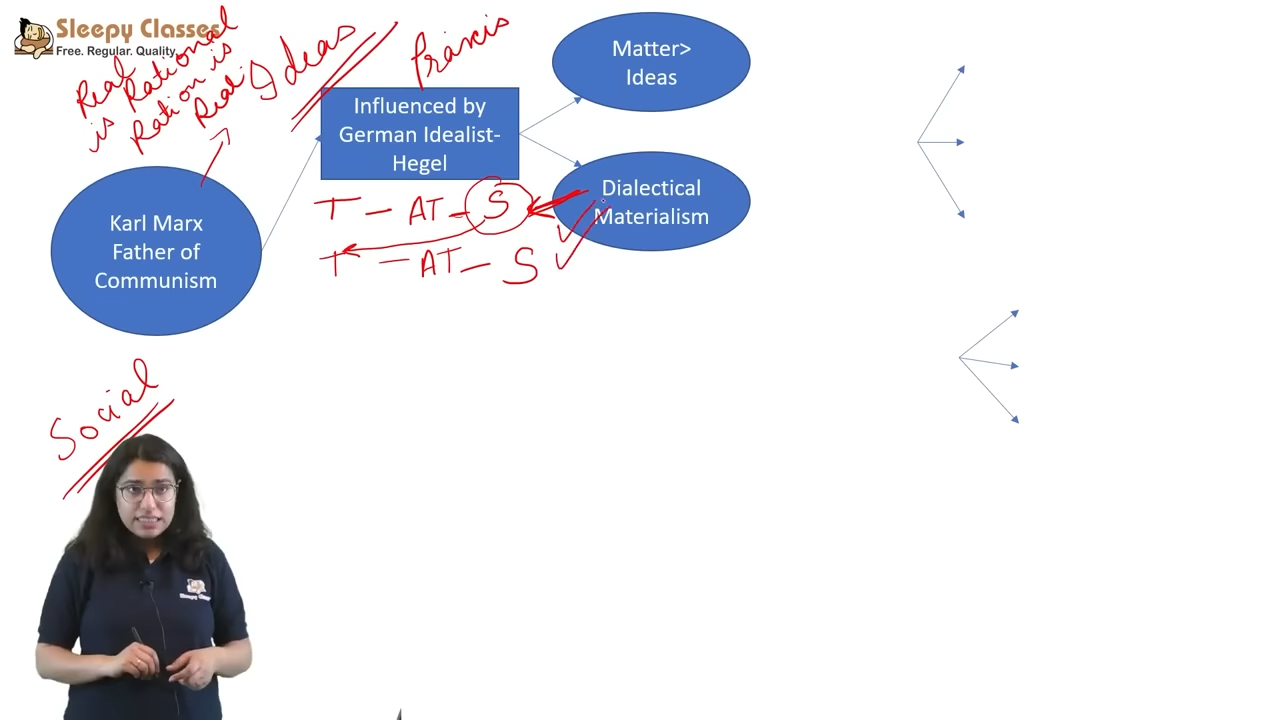 Sleepy Classes
Free. Regular. Quality.
Real
is Rational
Ration is
Real
Ideas
Francis
Matter>
Ideas
Influenced by
German Idealist-
Hegel
Karl Marx
Father of
Communism
Dialectical
Materialism
T - AT - S
T - AT - S
Social